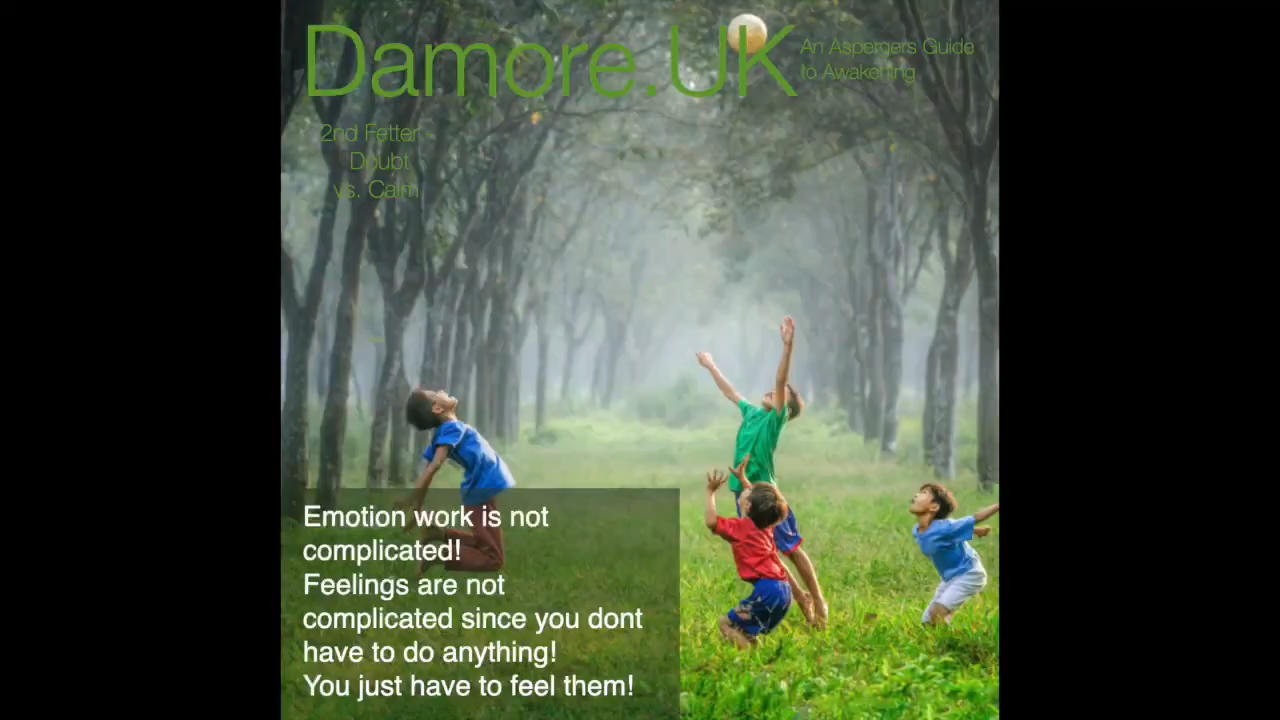 Damore.UK
An Aspergers Guide
to Awakening
2nd Fetter
Doubt
vs. Calm
Emotion work is not
complicated!
Feelings are not
complicated since you dont
have to do anything!
You just have to feel them!